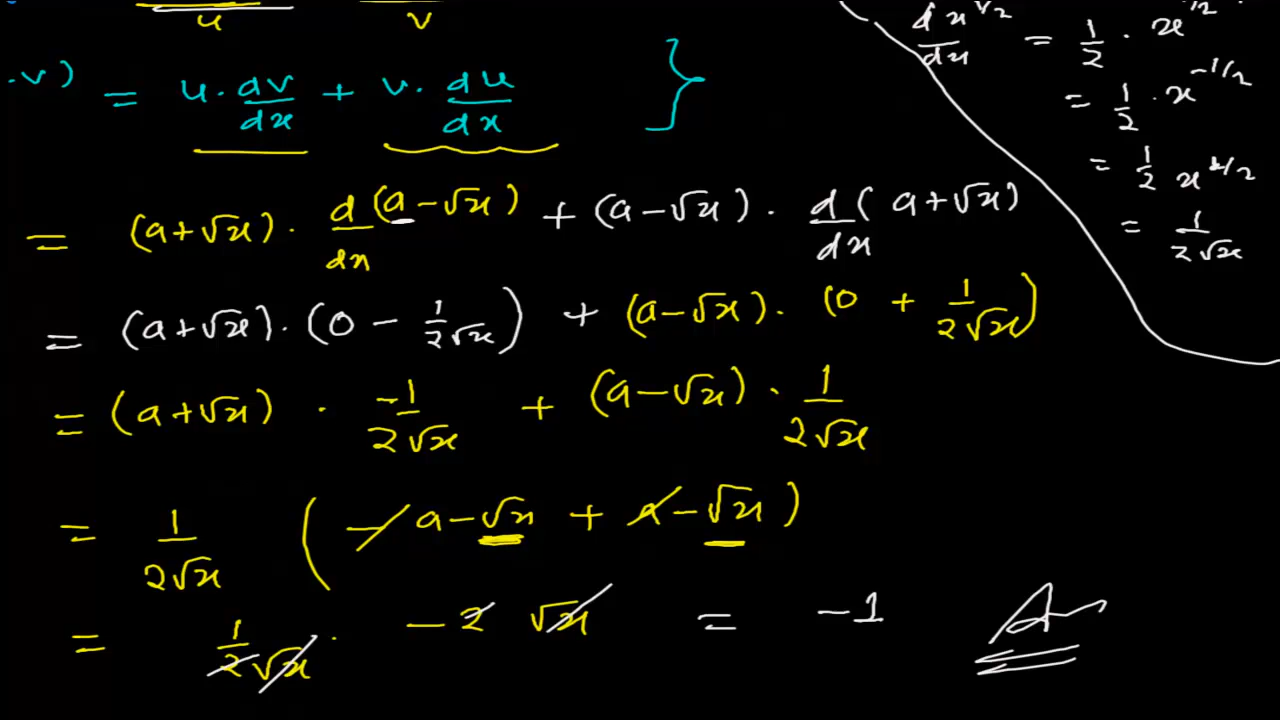 u v
. v) = u . dv/dx + v . du/dx }
= (a+√x) . d/dx (a-√x) + (a-√x) . d/dx (a+√x)
= (a+√x) . (0 - 1/2√x) + (a-√x) . (0 + 1/2√x)
= (a+√x) . -1/2√x + (a-√x) . 1/2√x
= 1/2√x (-a-√x + a-√x)
= 1/2√x . -2 √x = -1
d x^1/2 / dx = 1/2 . x^1/2
= 1/2 . x^-1/2
= 1/2 x^1/2
= 1/2√x